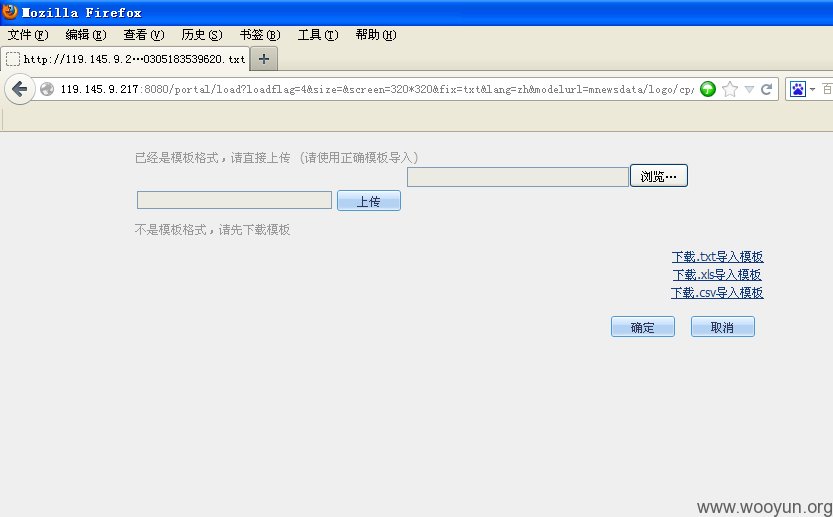 Mozilla Firefox
文件(F) 编辑(E) 查看(V) 历史(S) 书签(B) 工具(T) 帮助(H)
http://119.145.9.2...0305183539620.txt
119.145.9.217:8080/portal/load?loadflag=4&size=&screen=320*320&fix=txt&lang=zh&modelurl=mnewsdata/logo/cp/ 百
已经是模板格式，请直接上传（请使用正确模板导入）
浏览…
上传
不是模板格式，请先下载模板
下载.txt导入模板
下载.xls导入模板
下载.csv导入模板
确定 取消
www.wooyun.org